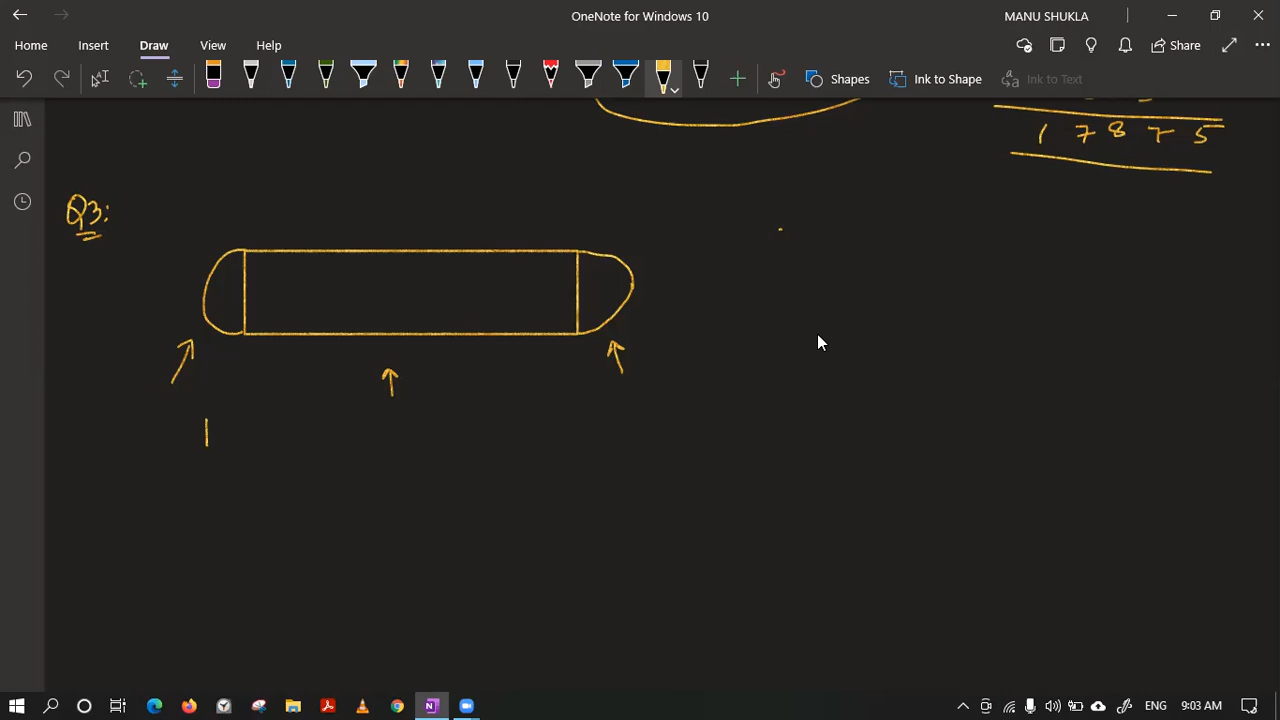 OneNote for Windows 10
MANU SHUKLA
Home Insert Draw View Help
Share
Shapes
Ink to Shape
Ink to Text
1 7 8 7 5
Q3:
ENG
9:03 AM